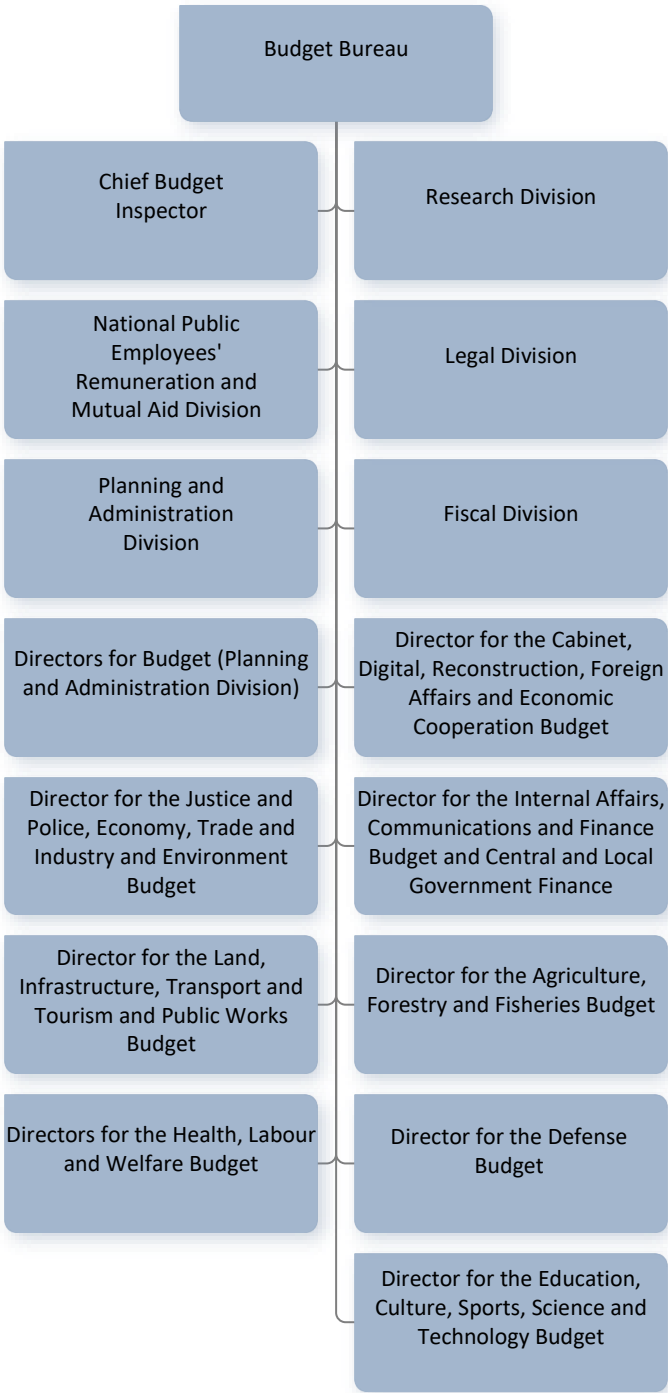 Budget Bureau
Chief Budget
Inspector
Research Division
National Public
Employees'
Remuneration and
Mutual Aid Division
Legal Division
Planning and
Administration
Division
Fiscal Division
Directors for Budget (Planning
and Administration Division)
Director for the Cabinet,
Digital, Reconstruction, Foreign
Affairs and Economic
Cooperation Budget
Director for the Justice and
Police, Economy, Trade and
Industry and Environment
Budget
Director for the Internal Affairs,
Communications and Finance
Budget and Central and Local
Government Finance
Director for the Land,
Infrastructure, Transport and
Tourism and Public Works
Budget
Director for the Agriculture,
Forestry and Fisheries Budget
Directors for the Health, Labour
and Welfare Budget
Director for the Defense
Budget
Director for the Education,
Culture, Sports, Science and
Technology Budget